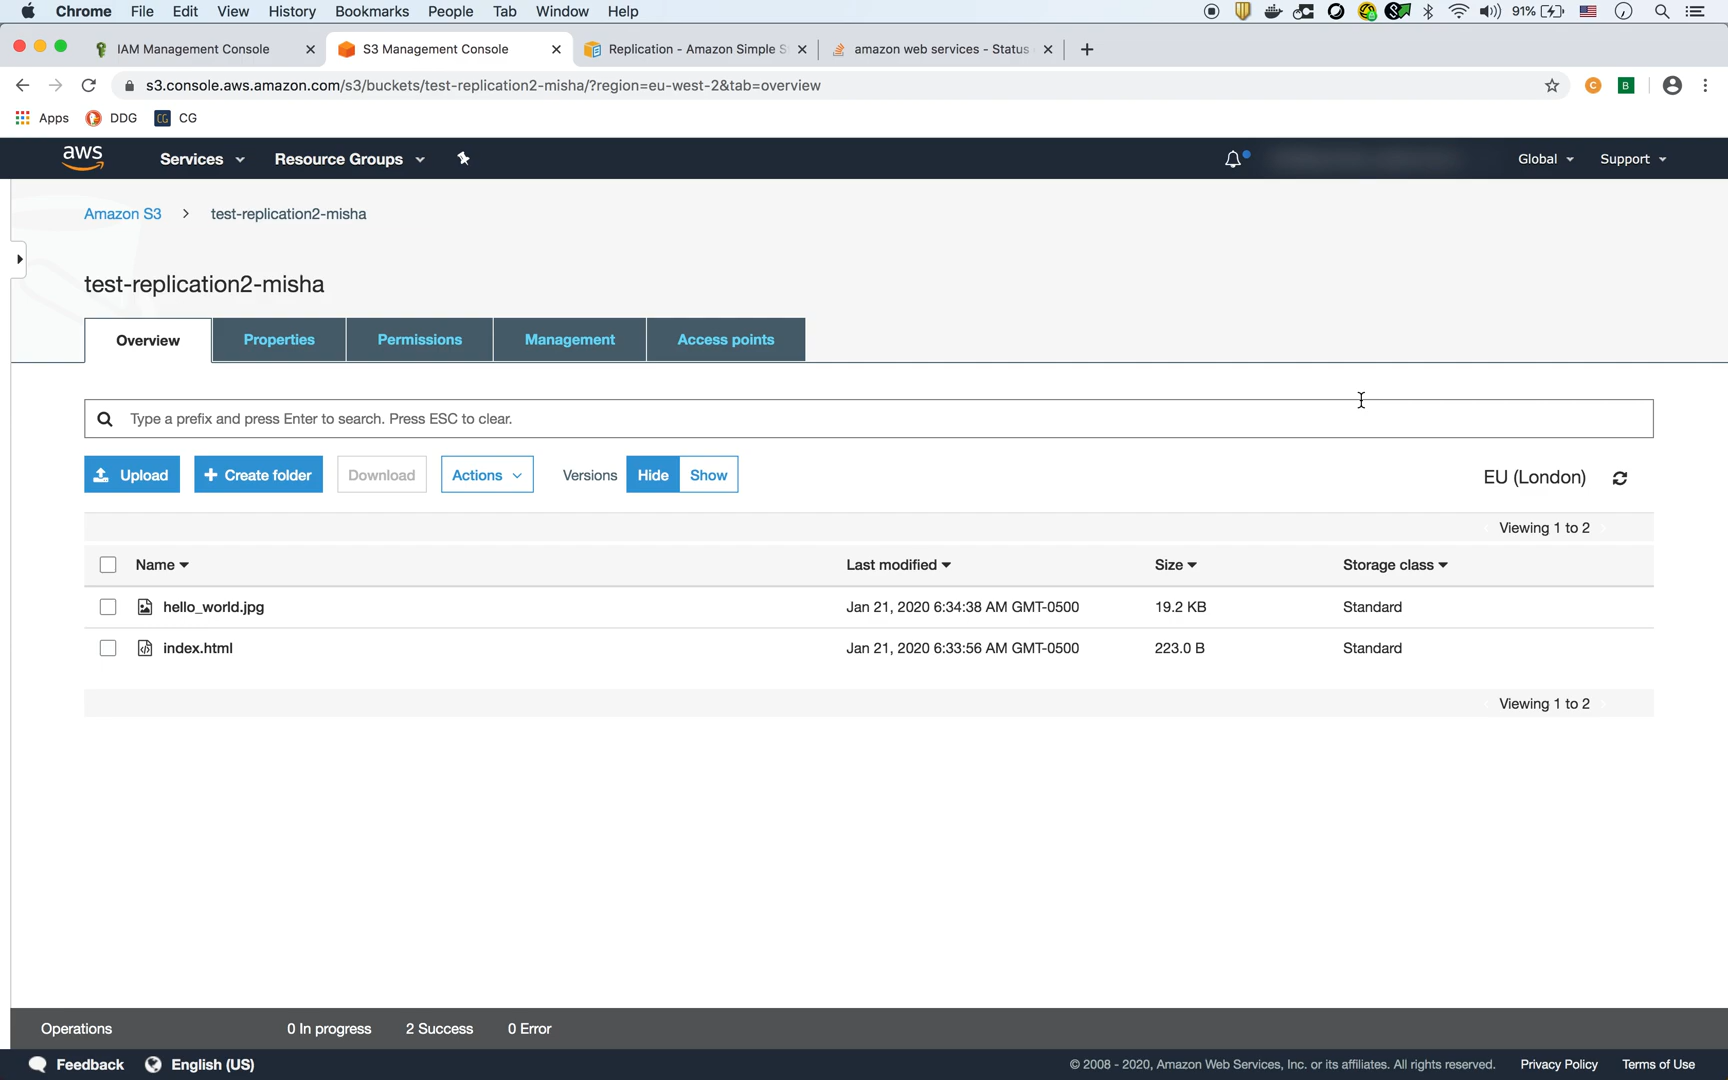 Chrome File Edit View History Bookmarks People Tab Window Help 91%
IAM Management Console S3 Management Console Replication - Amazon Simple S amazon web services - Status
s3.console.aws.amazon.com/s3/buckets/test-replication2-misha/?region=eu-west-2&tab=overview C B
Apps DDG CG CG
aws Services Resource Groups Global Support
Amazon S3 > test-replication2-misha
test-replication2-misha
Overview Properties Permissions Management Access points
Type a prefix and press Enter to search. Press ESC to clear.
Upload + Create folder Download Actions Versions Hide Show EU (London)
Viewing 1 to 2
Name Last modified Size Storage class
hello_world.jpg Jan 21, 2020 6:34:38 AM GMT-0500 19.2 KB Standard
index.html Jan 21, 2020 6:33:56 AM GMT-0500 223.0 B Standard
Viewing 1 to 2
Operations 0 In progress 2 Success 0 Error
Feedback English (US) © 2008 - 2020, Amazon Web Services, Inc. or its affiliates. All rights reserved. Privacy Policy Terms of Use